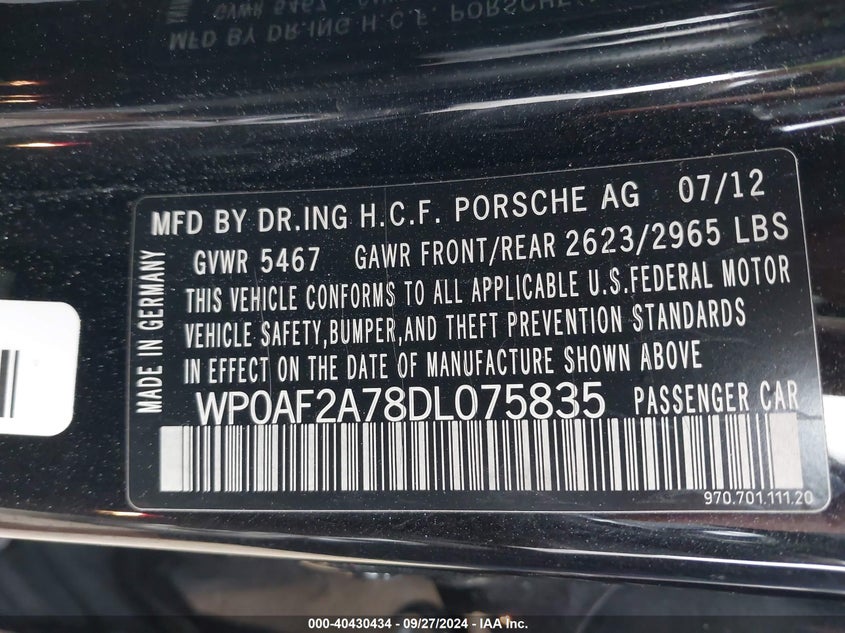 MFD BY DR.ING H.C.F. PORSCHE AG 07/12
GVWR 5467 GAWR FRONT/REAR 2623/2965 LBS
THIS VEHICLE CONFORMS TO ALL APPLICABLE U.S.FEDERAL MOTOR
VEHICLE SAFETY,BUMPER,AND THEFT PREVENTION STANDARDS
IN EFFECT ON THE DATE OF MANUFACTURE SHOWN ABOVE
WP0AF2A78DL075835 PASSENGER CAR
MADE IN GERMANY
970.701.111.20
000-40430434 - 09/27/2024 - IAA Inc.